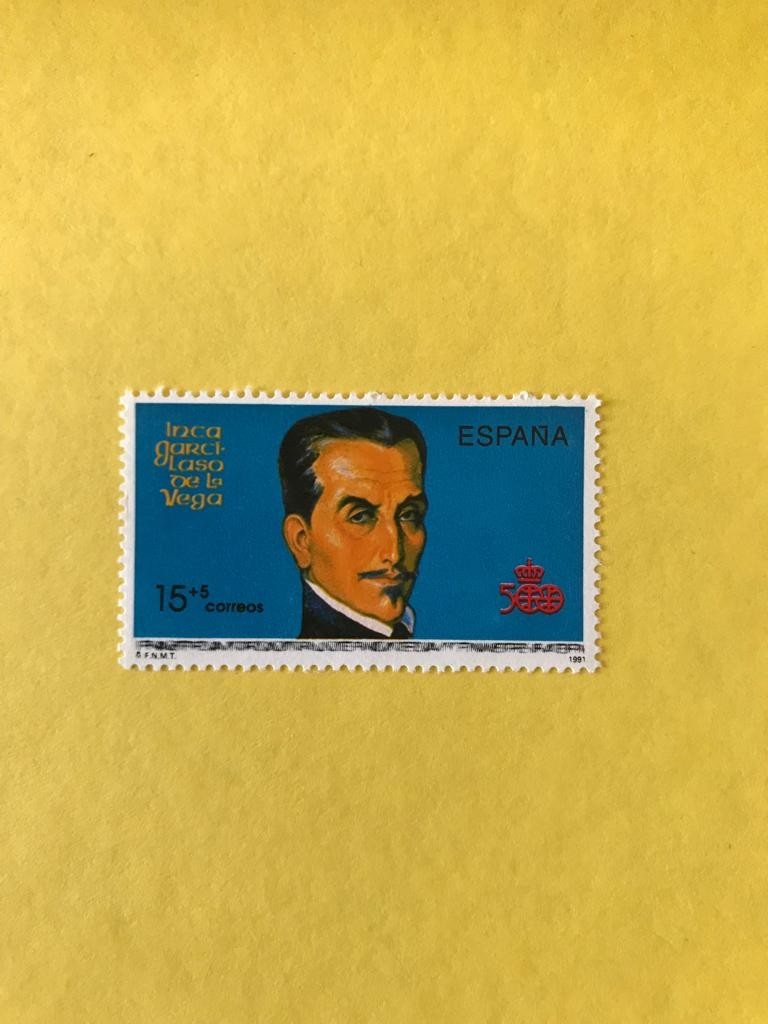 Inca
garci-
Laso
de la
Vega
ESPAÑA
15+5 correos
500
© F.N.M.T.
1991